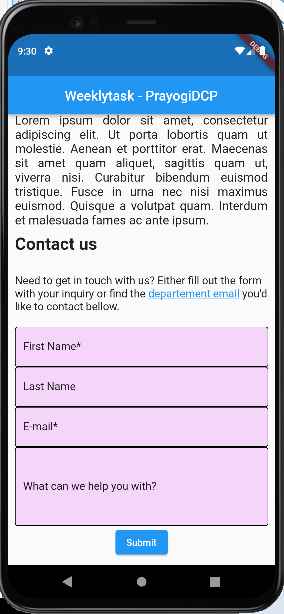 9:30
DEBUG
Weeklytask - PrayogiDCP
Lorem ipsum dolor sit amet, consectetur
adipiscing elit. Ut porta lobortis quam ut
molestie. Aenean et porttitor erat. Maecenas
sit amet quam aliquet, sagittis quam ut,
viverra nisi. Curabitur bibendum euismod
tristique. Fusce in urna nec nisi maximus
euismod. Quisque a volutpat quam. Interdum
et malesuada fames ac ante ipsum.
Contact us
Need to get in touch with us? Either fill out the form
with your inquiry or find the departement email you'd
like to contact bellow.
First Name*
Last Name
E-mail*
What can we help you with?
Submit